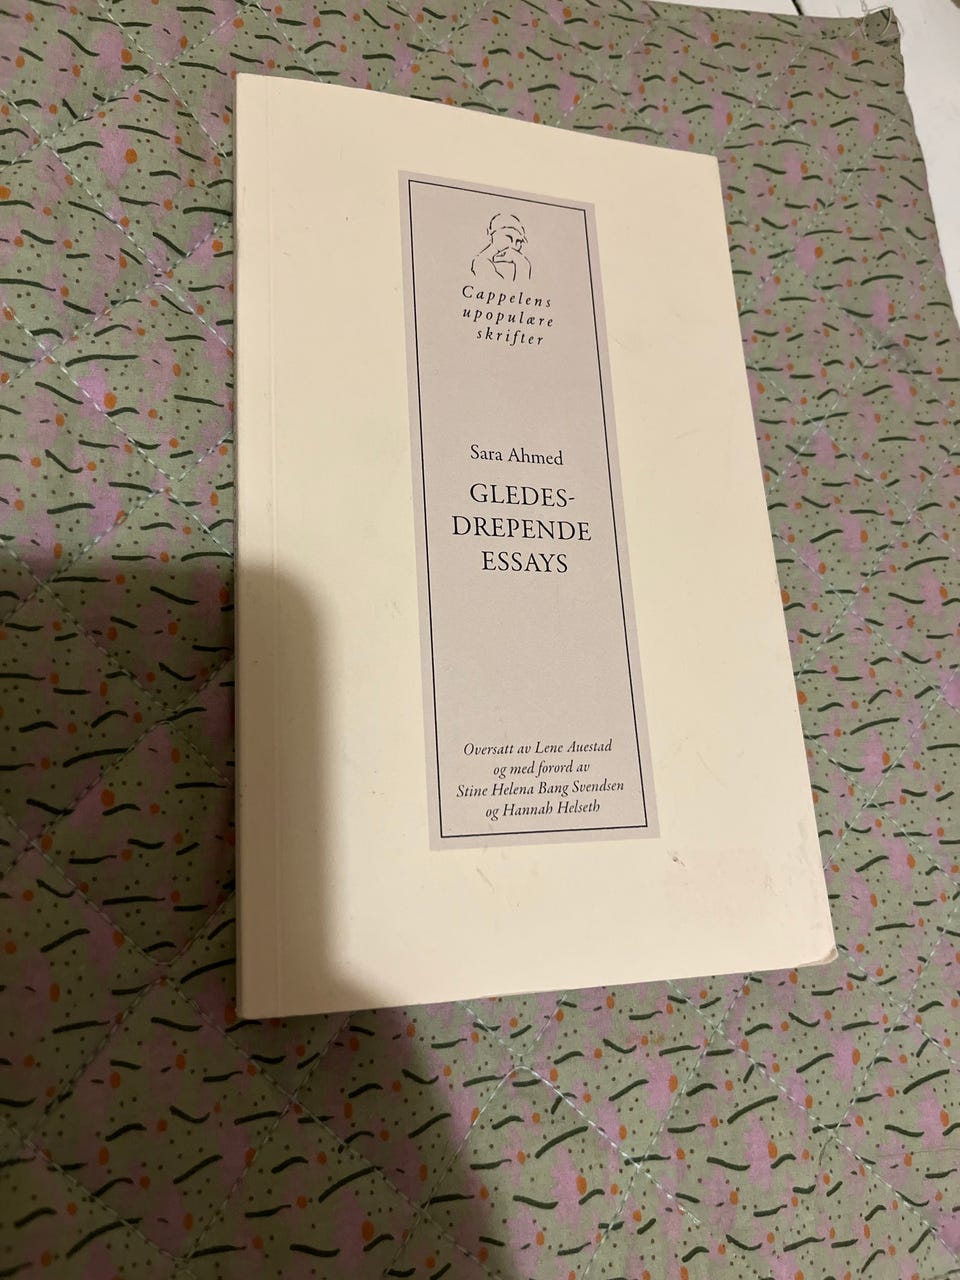 Cappelens
upopulære
skrifter
Sara Ahmed
GLEDES-
DREPENDE
ESSAYS
Oversatt av Lene Auestad
og med forord av
Stine Helena Bang Svendsen
og Hannah Helseth